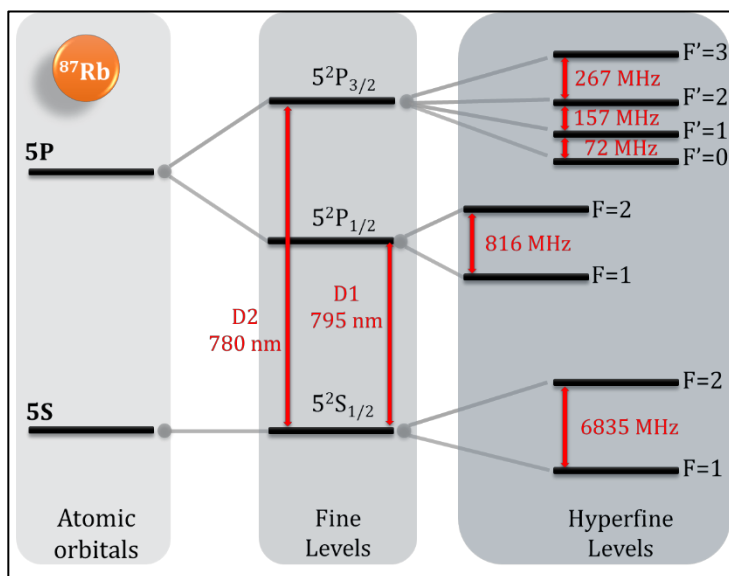 ⁸⁷Rb
5P
5S
Atomic
orbitals
5²P₃/₂
5²P₁/₂
D2
780 nm
D1
795 nm
5²S₁/₂
Fine
Levels
F'=3
267 MHz
F'=2
157 MHz
F'=1
72 MHz
F'=0
F=2
816 MHz
F=1
F=2
6835 MHz
F=1
Hyperfine
Levels